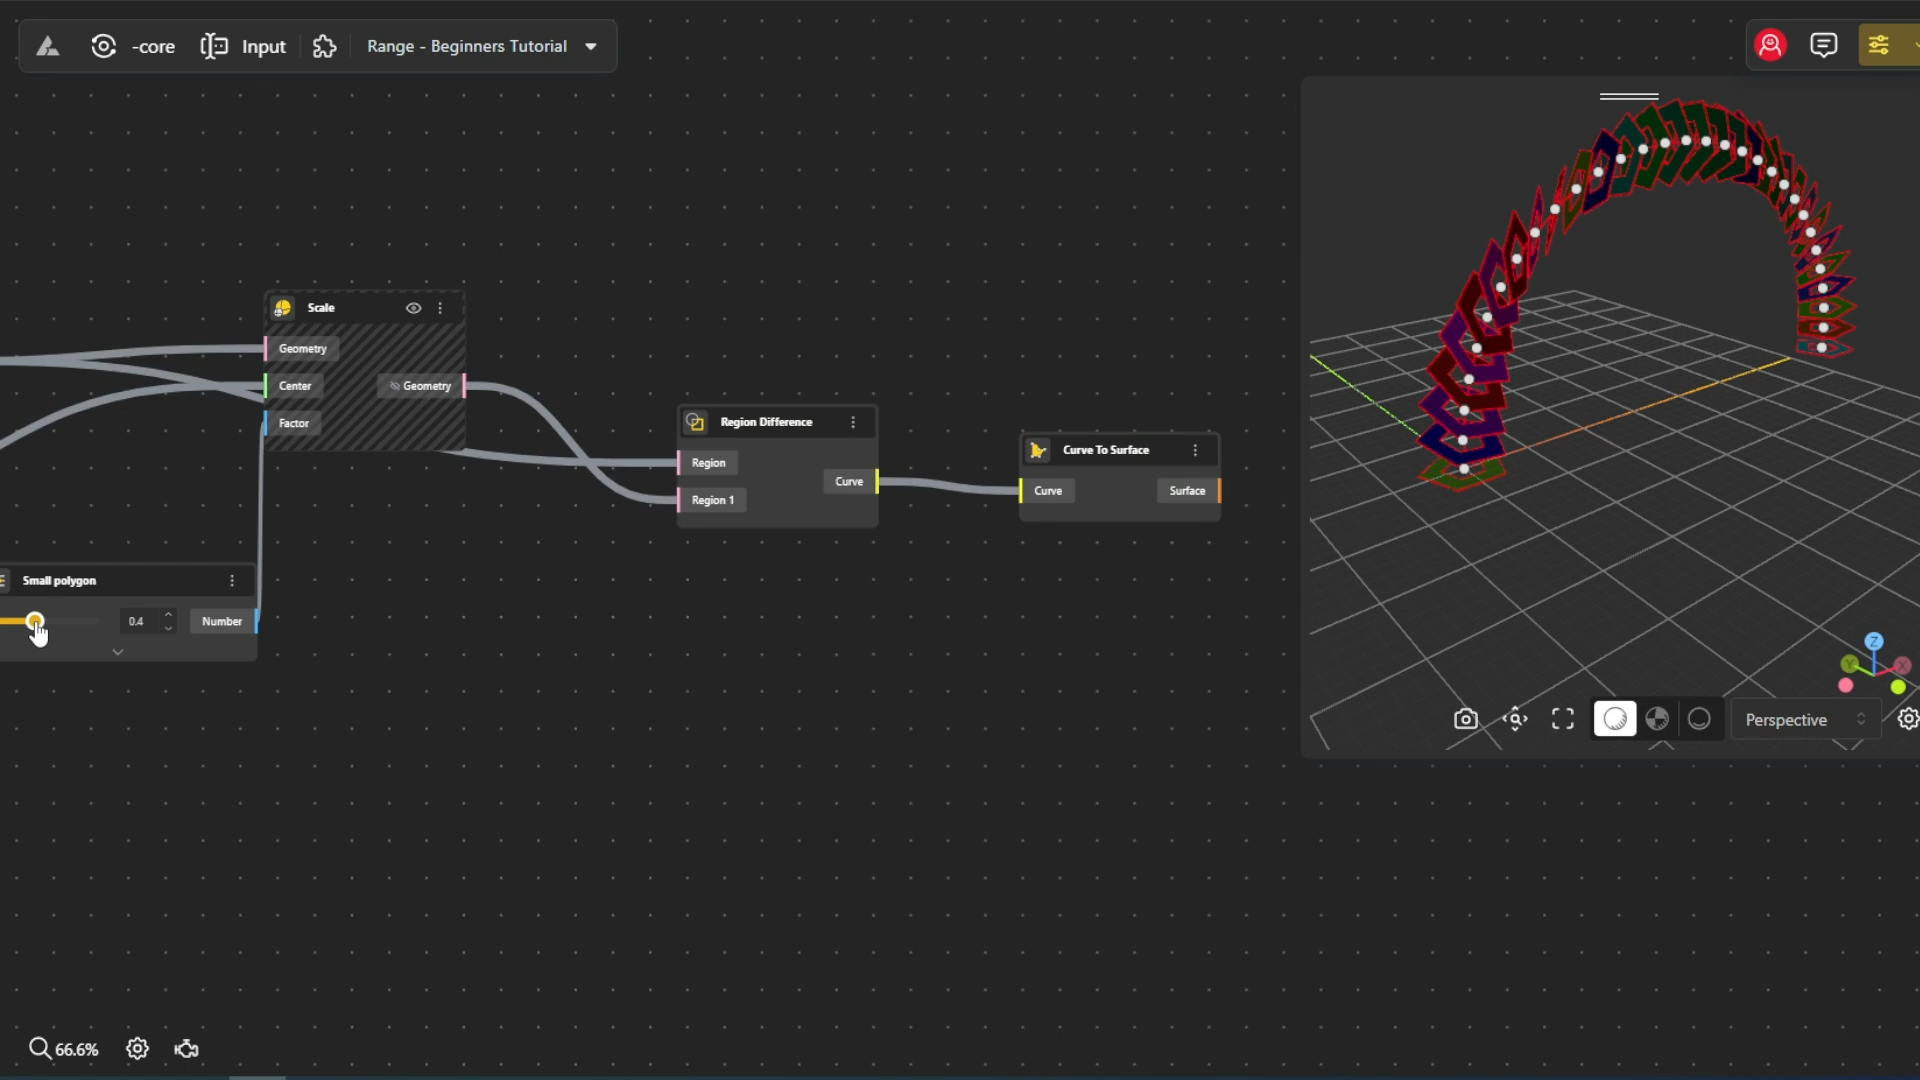 -core Input Range - Beginners Tutorial
Scale
Geometry
Center
Geometry
Factor
Region Difference
Region
Curve
Region 1
Curve To Surface
Curve
Surface
Small polygon
0.4
Number
Z
Y
X
Perspective
66.6%